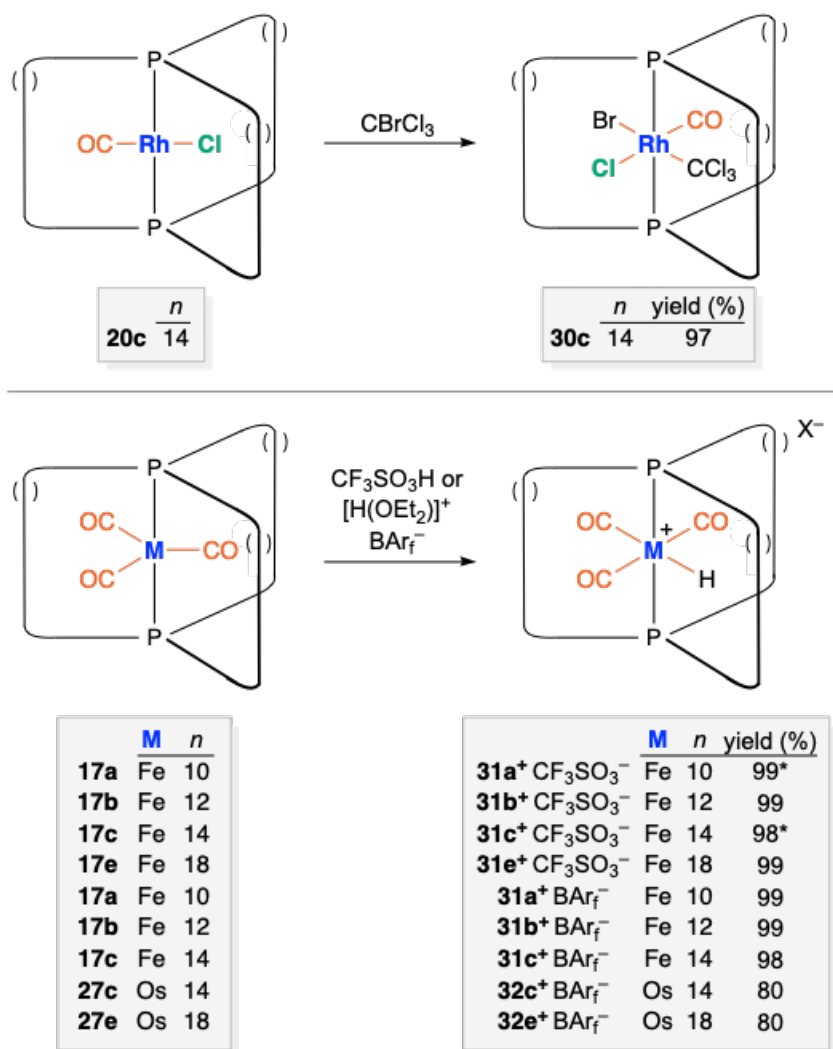 P
P
OC Rh Cl
P
P
( )
( )
( )
n
20c 14
CBrCl₃
P
P
Br CO
Rh
Cl CCl₃
( )
n yield (%)
30c 14 97
P
P
( )
( )
( )
OC
M CO
OC
CF₃SO₃H or
[H(OEt₂)]⁺
BArf⁻
X⁻
P
P
( )
( )
OC + CO
M
OC H
M n
17a Fe 10
17b Fe 12
17c Fe 14
17e Fe 18
17a Fe 10
17b Fe 12
17c Fe 14
27c Os 14
27e Os 18
M n yield (%)
31a⁺ CF₃SO₃⁻ Fe 10 99*
31b⁺ CF₃SO₃⁻ Fe 12 99
31c⁺ CF₃SO₃⁻ Fe 14 98*
31e⁺ CF₃SO₃⁻ Fe 18 99
31a⁺ BArf⁻ Fe 10 99
31b⁺ BArf⁻ Fe 12 99
31c⁺ BArf⁻ Fe 14 98
32c⁺ BArf⁻ Os 14 80
32e⁺ BArf⁻ Os 18 80